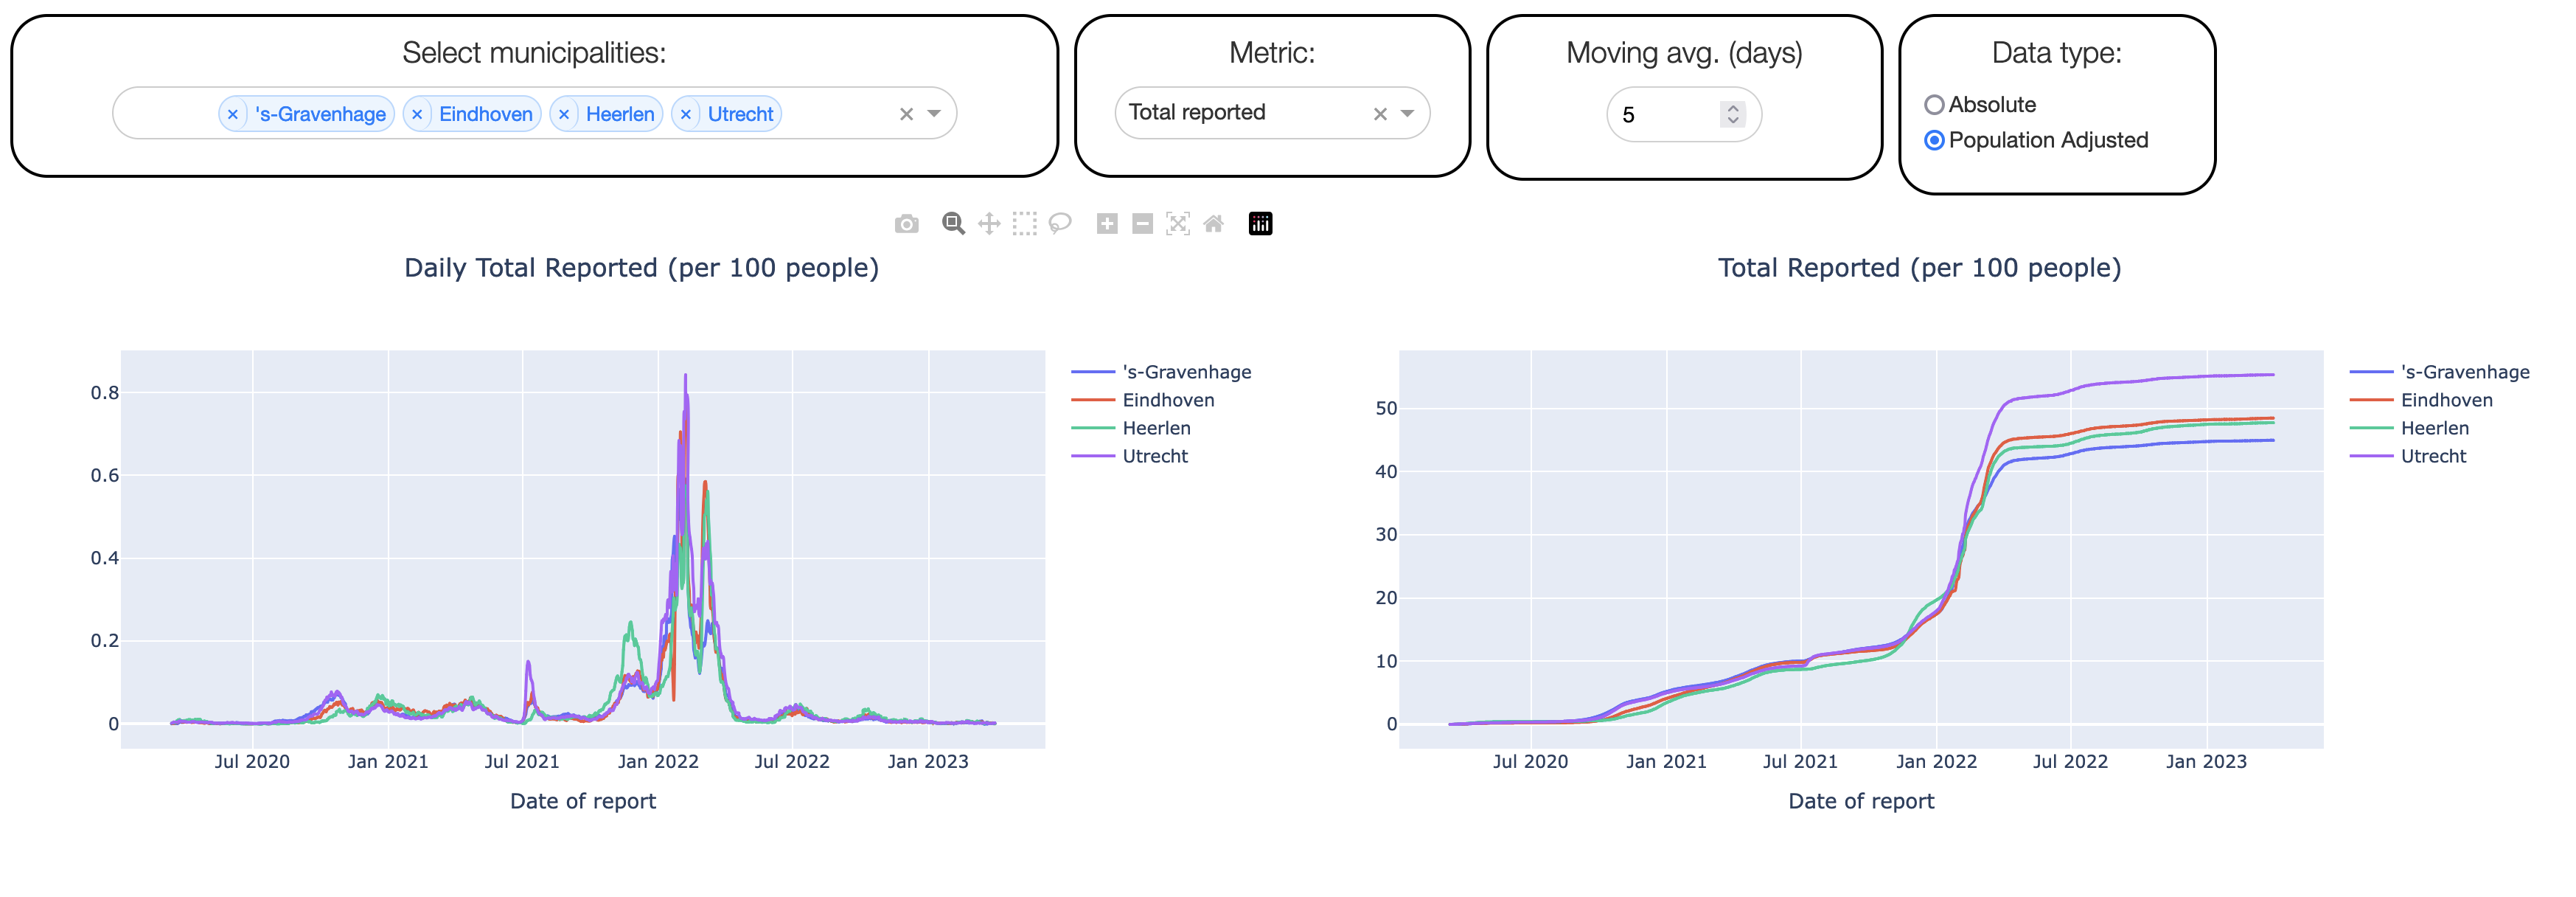 Select municipalities:
× 's-Gravenhage × Eindhoven × Heerlen × Utrecht
Metric:
Total reported
Moving avg. (days)
5
Data type:
Absolute
Population Adjusted
Daily Total Reported (per 100 people)
0.8
0.6
0.4
0.2
0
Jul 2020 Jan 2021 Jul 2021 Jan 2022 Jul 2022 Jan 2023
Date of report
's-Gravenhage
Eindhoven
Heerlen
Utrecht
Total Reported (per 100 people)
50
40
30
20
10
0
Jul 2020 Jan 2021 Jul 2021 Jan 2022 Jul 2022 Jan 2023
Date of report
's-Gravenhage
Eindhoven
Heerlen
Utrecht